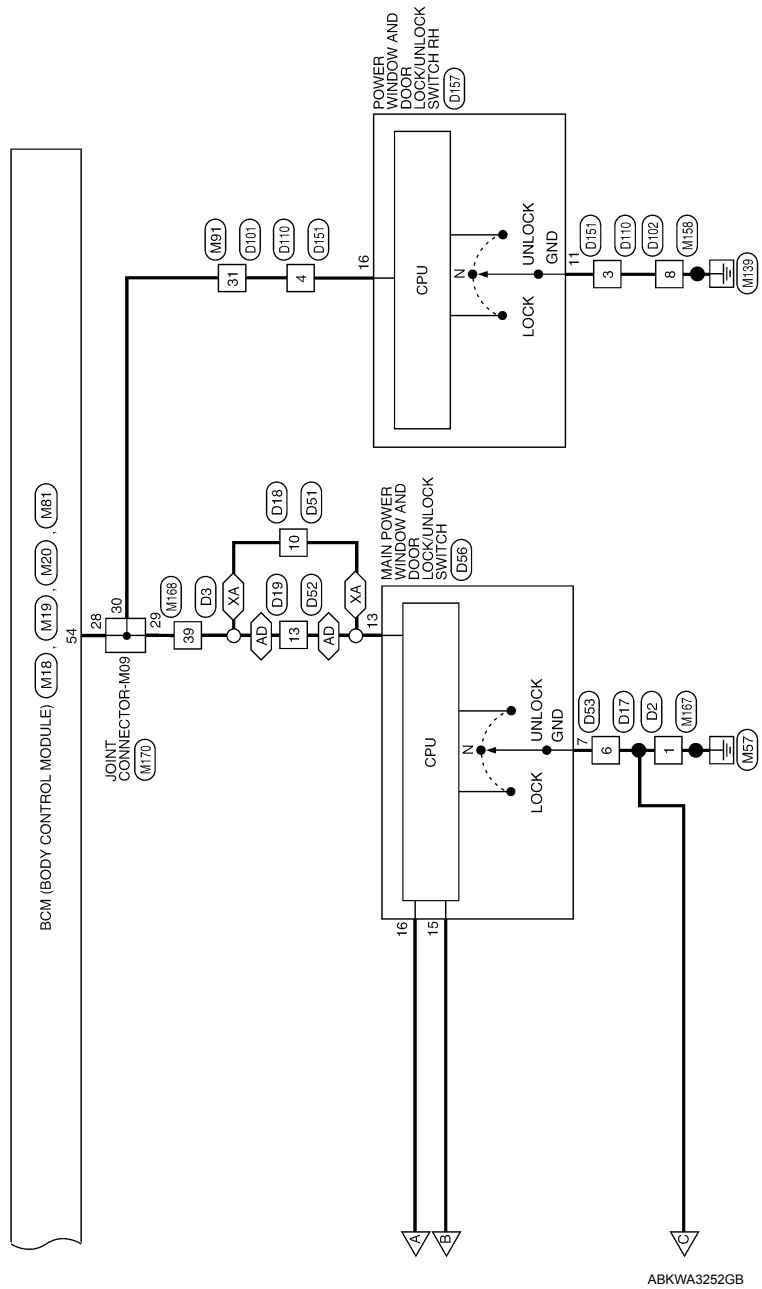 BCM (BODY CONTROL MODULE) M18 , M19 , M20 , M81
54
28
30
29
JOINT
CONNECTOR-M09
M170
M168
39
D3
XA
AD
D19
D18
13
10
D52
D51
AD
XA
13
M91
31
D101
D110
4
D151
16
POWER
WINDOW AND
DOOR
LOCK/UNLOCK
SWITCH RH
D157
CPU
N
LOCK
UNLOCK
GND
11
D151
3
D110
D102
8
M158
M139
MAIN POWER
WINDOW AND
DOOR
LOCK/UNLOCK
SWITCH
D56
CPU
N
LOCK
UNLOCK
GND
16
15
7
D53
6
D17
D2
1
M167
M57
A
B
C
ABKWA3252GB